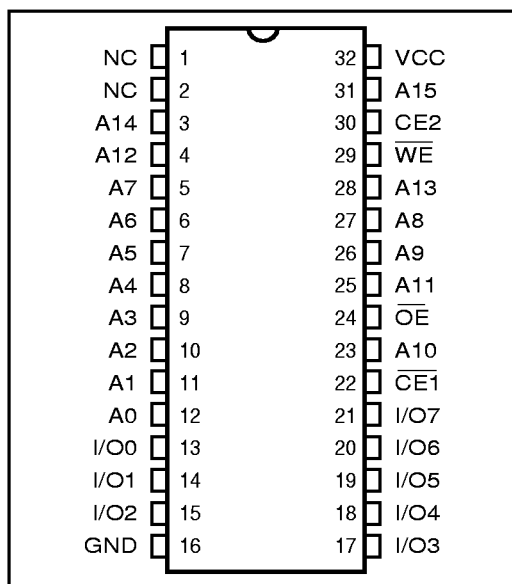 NC 1 32 VCC
NC 2 31 A15
A14 3 30 CE2
A12 4 29 W̅E̅
A7 5 28 A13
A6 6 27 A8
A5 7 26 A9
A4 8 25 A11
A3 9 24 O̅E̅
A2 10 23 A10
A1 11 22 C̅E̅1̅
A0 12 21 I/O7
I/O0 13 20 I/O6
I/O1 14 19 I/O5
I/O2 15 18 I/O4
GND 16 17 I/O3